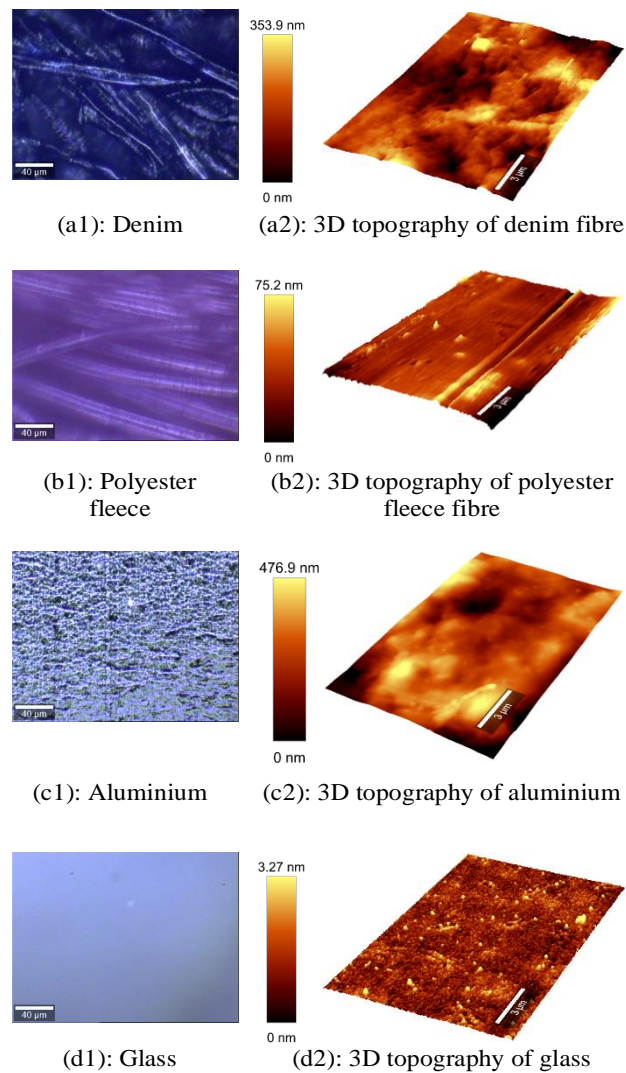 353.9 nm
40 µm
0 nm
3 µm
(a1): Denim
(a2): 3D topography of denim fibre
75.2 nm
40 µm
0 nm
3 µm
(b1): Polyester
fleece
(b2): 3D topography of polyester
fleece fibre
476.9 nm
40 µm
0 nm
3 µm
(c1): Aluminium
(c2): 3D topography of aluminium
3.27 nm
40 µm
0 nm
3 µm
(d1): Glass
(d2): 3D topography of glass